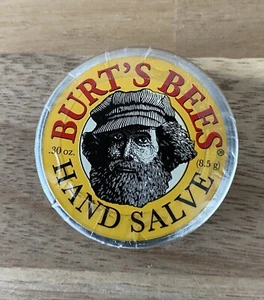 BURT'S BEES®
.30 oz. (8.5 g)
HAND SALVE